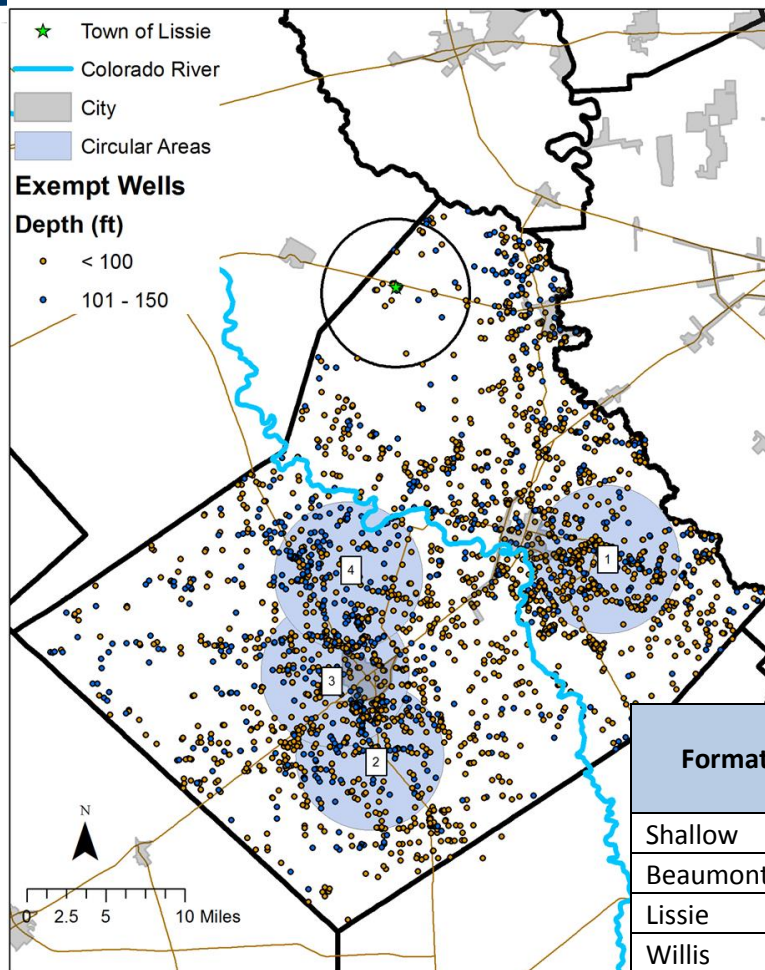 Town of Lissie
Colorado River
City
Circular Areas
Exempt Wells
Depth (ft)
< 100
101 - 150
1
4
3
2
N
0 2.5 5 10 Miles
Format
Shallow
Beaumont
Lissie
Willis